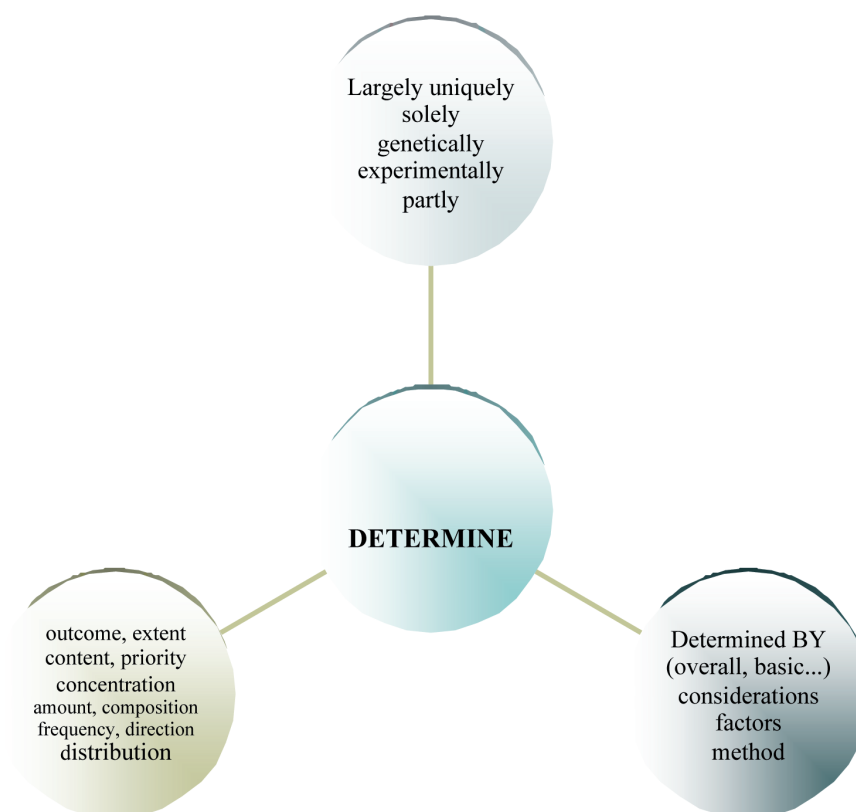 Largely uniquely
solely
genetically
experimentally
partly
DETERMINE
outcome, extent
content, priority
concentration
amount, composition
frequency, direction
distribution
Determined BY
(overall, basic...)
considerations
factors
method